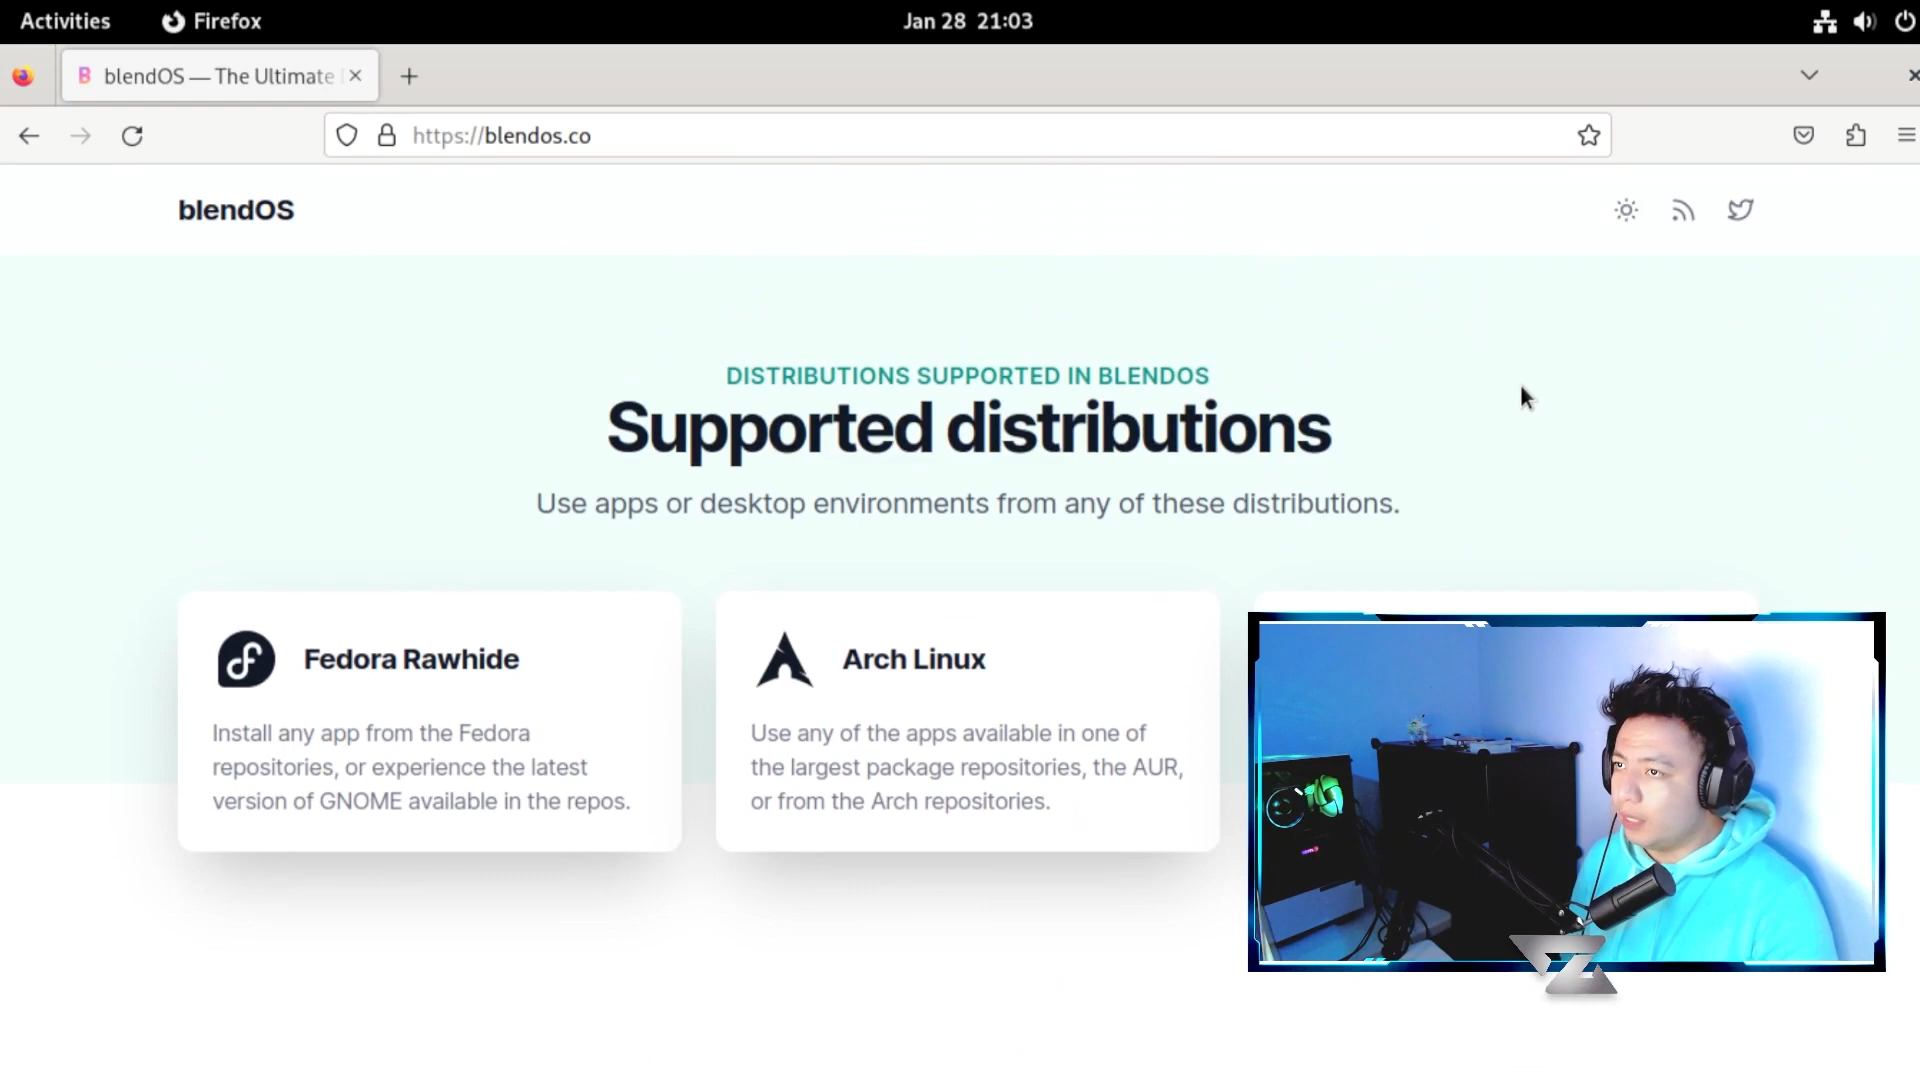 Activities Firefox Jan 28 21:03
blendOS — The Ultimate
https://blendos.co
blendOS
DISTRIBUTIONS SUPPORTED IN BLENDOS
Supported distributions
Use apps or desktop environments from any of these distributions.
Fedora Rawhide
Install any app from the Fedora
repositories, or experience the latest
version of GNOME available in the repos.
Arch Linux
Use any of the apps available in one of
the largest package repositories, the AUR,
or from the Arch repositories.